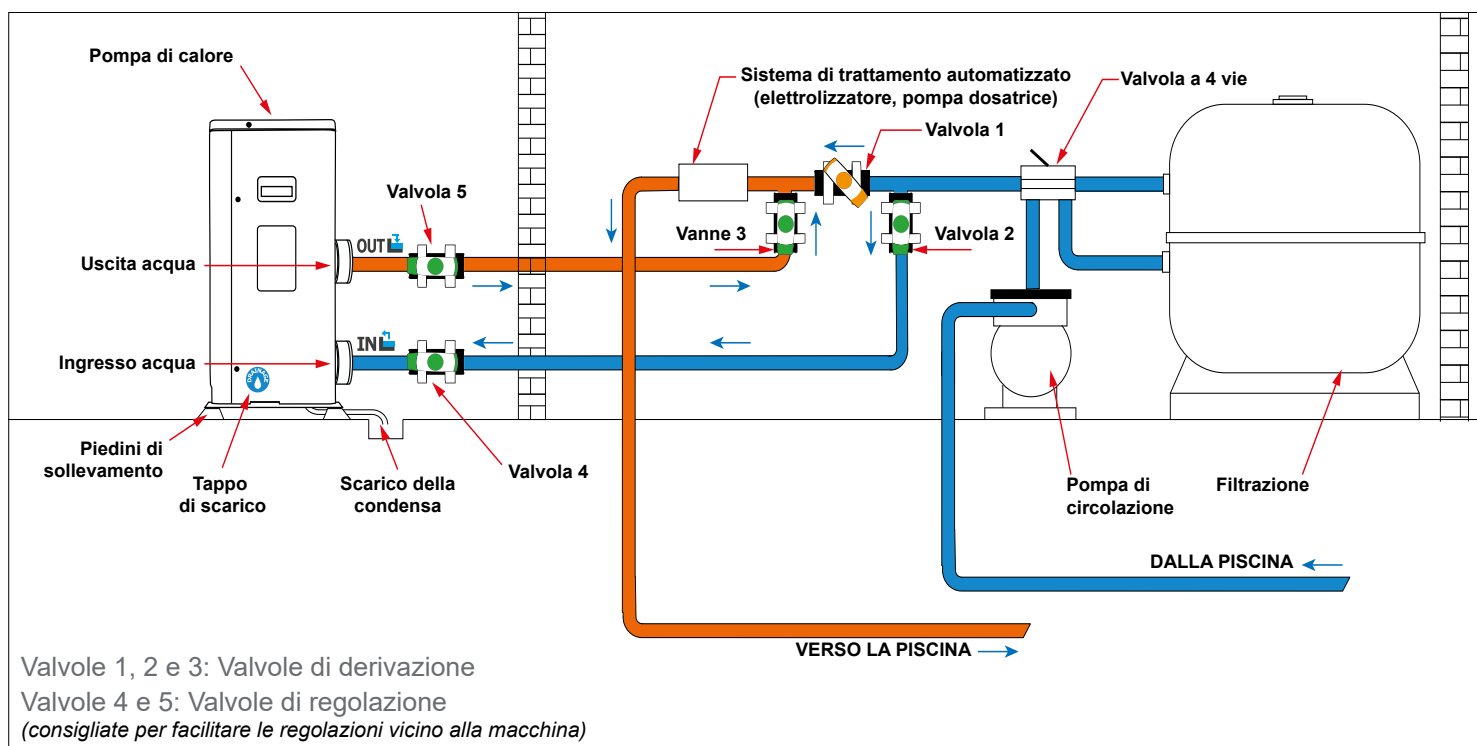 Pompa di calore
Sistema di trattamento automatizzato
(elettrolizzatore, pompa dosatrice)
Valvola a 4 vie
Valvola 1
Valvola 5
Vanne 3
Valvola 2
OUT
Uscita acqua
IN
Ingresso acqua
DRAINAGE
Piedini di
sollevamento
Tappo
di scarico
Scarico della
condensa
Valvola 4
Pompa di
circolazione
Filtrazione
DALLA PISCINA
VERSO LA PISCINA
Valvole 1, 2 e 3: Valvole di derivazione
Valvole 4 e 5: Valvole di regolazione
(consigliate per facilitare le regolazioni vicino alla macchina)